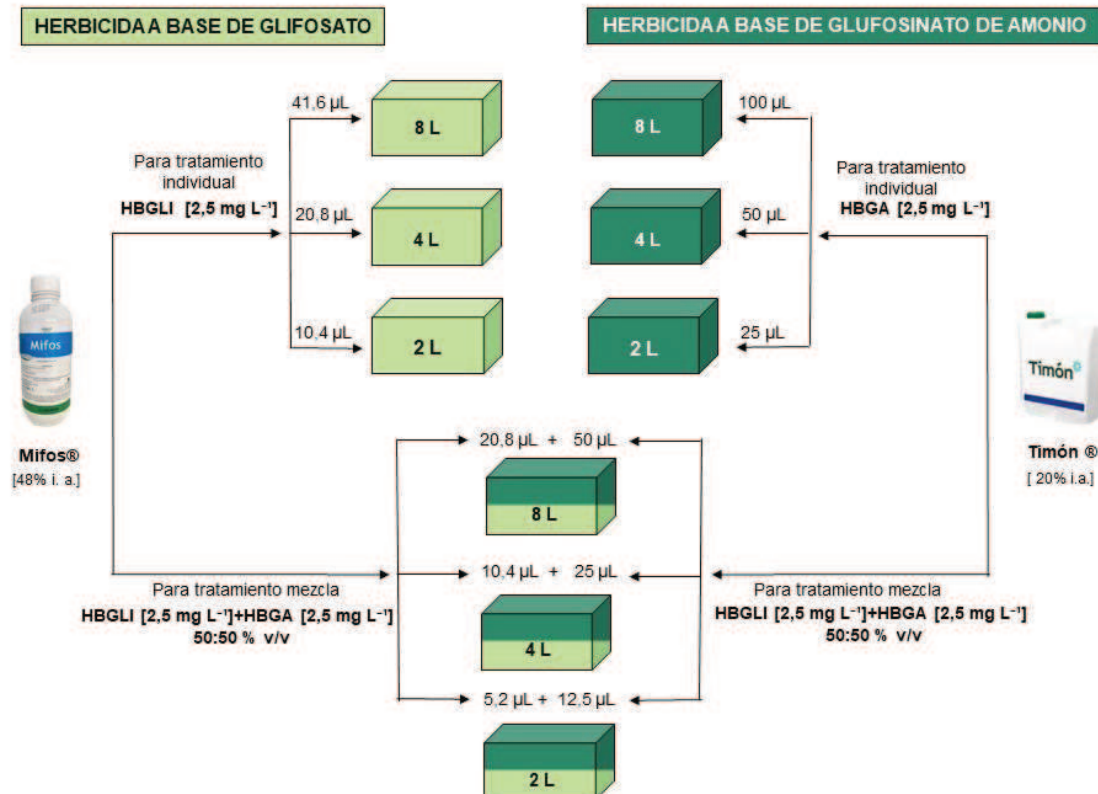 HERBICIDA A BASE DE GLIFOSATO
HERBICIDA A BASE DE GLUFOSINATO DE AMONIO
41,6 µL
8 L
8 L
100 µL
Para tratamiento
individual
HBGLI [2,5 mg L⁻¹]
20,8 µL
4 L
4 L
50 µL
Para tratamiento
individual
HBGA [2,5 mg L⁻¹]
10,4 µL
2 L
2 L
25 µL
Mifos
Timón
Mifos®
[48% i. a.]
Timón ®
[ 20% i.a.]
20,8 µL + 50 µL
8 L
10,4 µL + 25 µL
4 L
5,2 µL + 12,5 µL
2 L
Para tratamiento mezcla
HBGLI [2,5 mg L⁻¹]+HBGA [2,5 mg L⁻¹]
50:50 % v/v
Para tratamiento mezcla
HBGLI [2,5 mg L⁻¹]+HBGA [2,5 mg L⁻¹]
50:50 % v/v